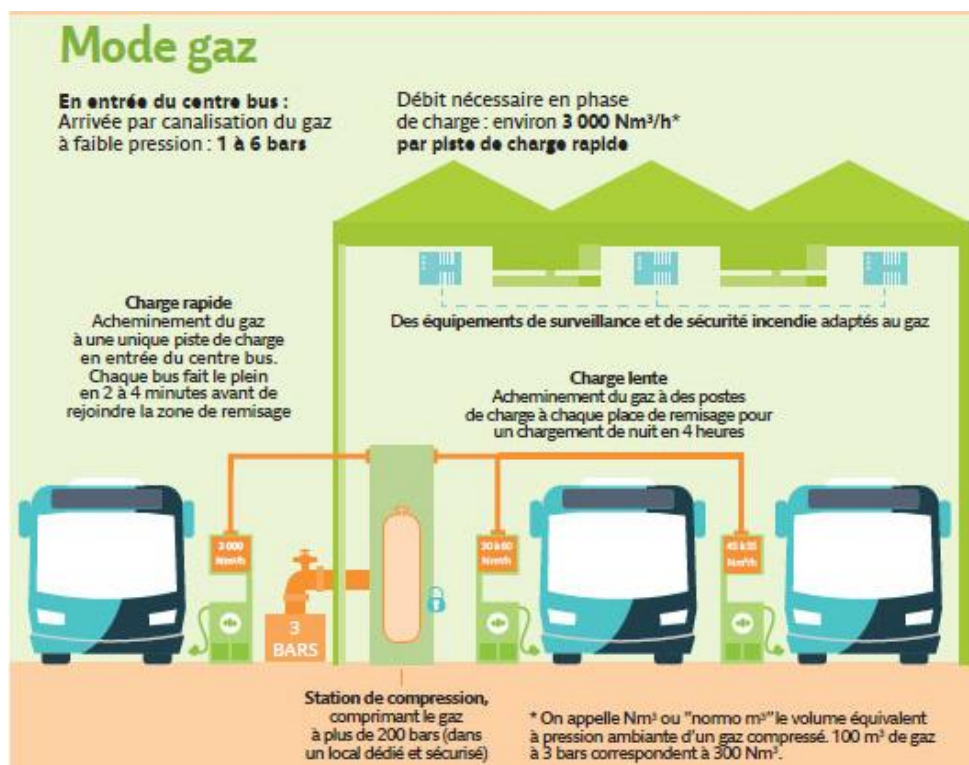 Mode gaz
En entrée du centre bus :
Arrivée par canalisation du gaz
à faible pression : 1 à 6 bars
Débit nécessaire en phase
de charge : environ 3 000 Nm³/h*
par piste de charge rapide
Des équipements de surveillance et de sécurité incendie adaptés au gaz
Charge rapide
Acheminement du gaz
à une unique piste de charge
en entrée du centre bus.
Chaque bus fait le plein
en 2 à 4 minutes avant de
rejoindre la zone de remisage
Charge lente
Acheminement du gaz à des postes
de charge à chaque place de remisage pour
un chargement de nuit en 4 heures
3 000
Nm³/h
30 à 60
Nm³/h
Nm³/h
3
BARS
Station de compression,
comprimant le gaz
à plus de 200 bars (dans
un local dédié et sécurisé)
* On appelle Nm³ ou "normo m³" le volume équivalent
à pression ambiante d'un gaz compressé. 100 m³ de gaz
à 3 bars correspondent à 300 Nm³.